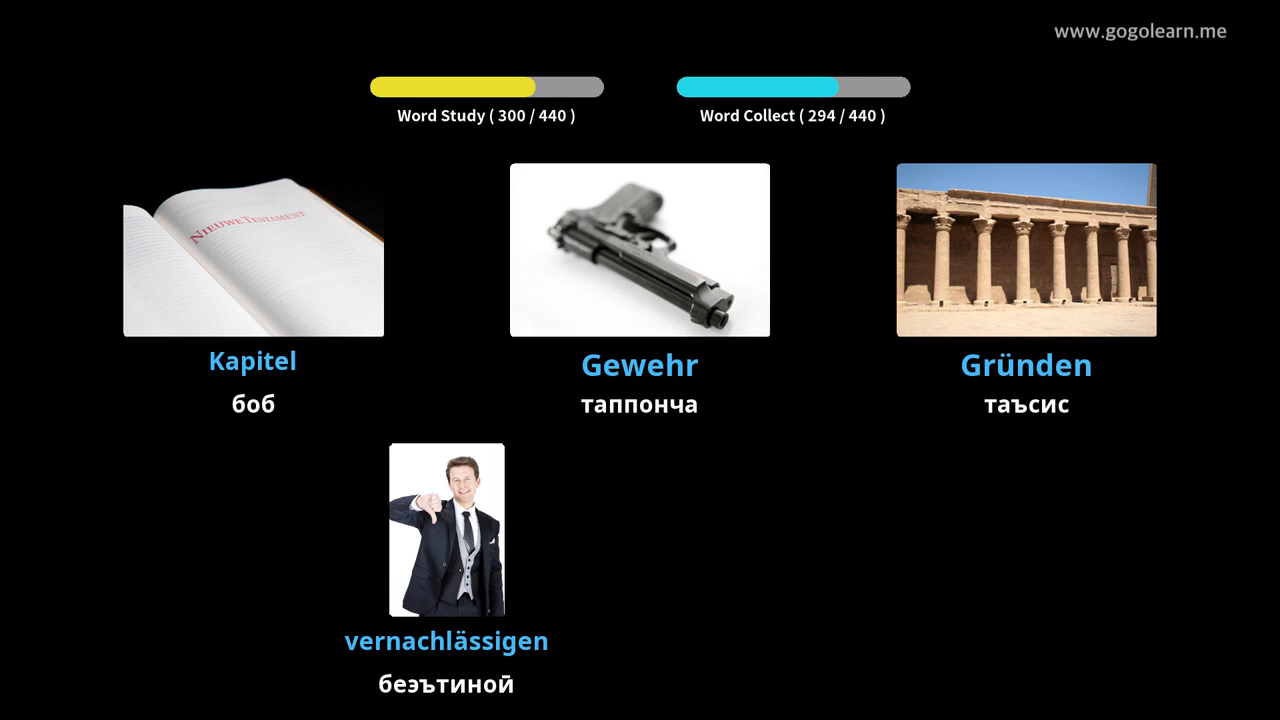 www.gogolearn.me
Word Study ( 300 / 440 )
Word Collect ( 294 / 440 )
NIEUWE TESTAMENT
Kapitel
боб
Gewehr
таппонча
Gründen
таъсис
vernachlässigen
беэътиной